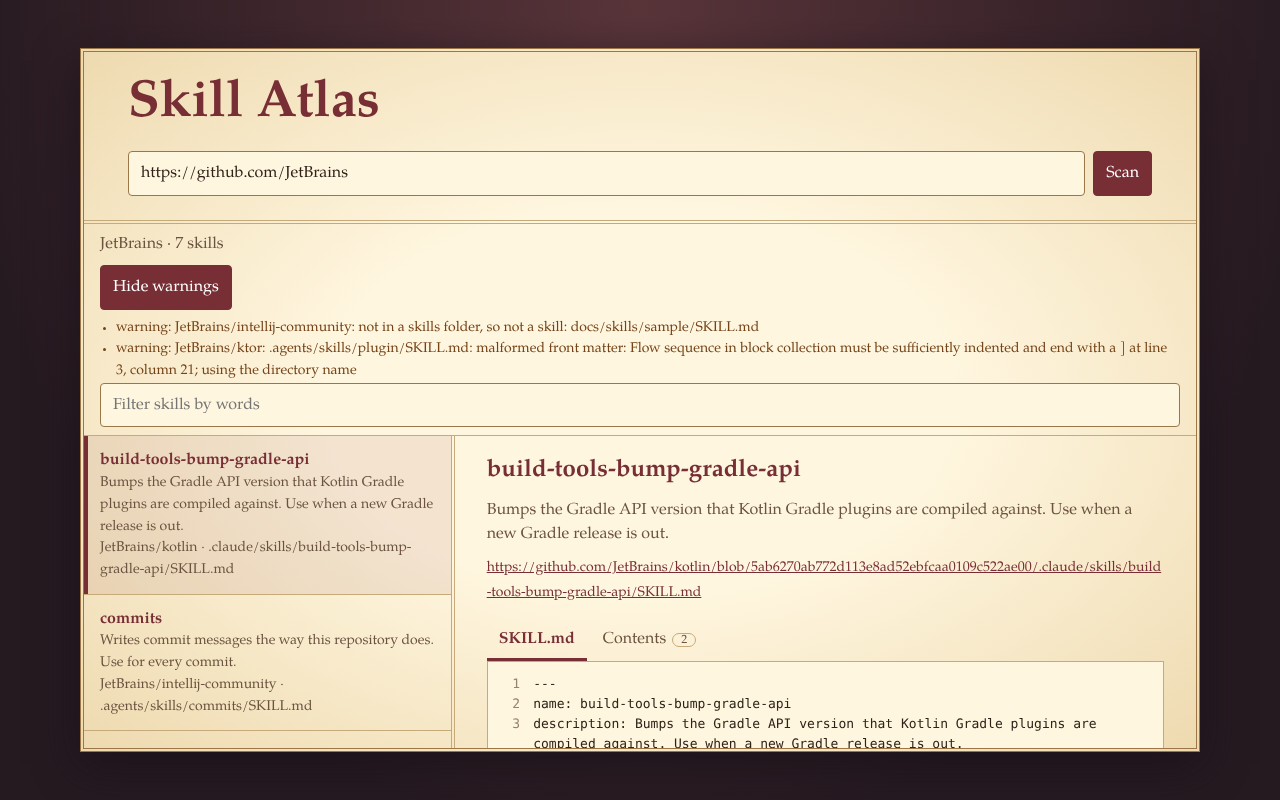 Skill Atlas
https://github.com/JetBrains
Scan
JetBrains · 7 skills
Hide warnings
• warning: JetBrains/intellij-community: not in a skills folder, so not a skill: docs/skills/sample/SKILL.md
• warning: JetBrains/ktor: .agents/skills/plugin/SKILL.md: malformed front matter: Flow sequence in block collection must be sufficiently indented and end with a ] at line
3, column 21; using the directory name
Filter skills by words
build-tools-bump-gradle-api
Bumps the Gradle API version that Kotlin Gradle
plugins are compiled against. Use when a new Gradle
release is out.
JetBrains/kotlin · .claude/skills/build-tools-bump-
gradle-api/SKILL.md
commits
Writes commit messages the way this repository does.
Use for every commit.
JetBrains/intellij-community ·
.agents/skills/commits/SKILL.md
build-tools-bump-gradle-api
Bumps the Gradle API version that Kotlin Gradle plugins are compiled against. Use when a
new Gradle release is out.
https://github.com/JetBrains/kotlin/blob/5ab6270ab772d113e8ad52ebfcaa0109c522ae00/.claude/skills/build
-tools-bump-gradle-api/SKILL.md
SKILL.md
Contents 2
1 ---
2 name: build-tools-bump-gradle-api
3 description: Bumps the Gradle API version that Kotlin Gradle plugins are
compiled against. Use when a new Gradle release is out.